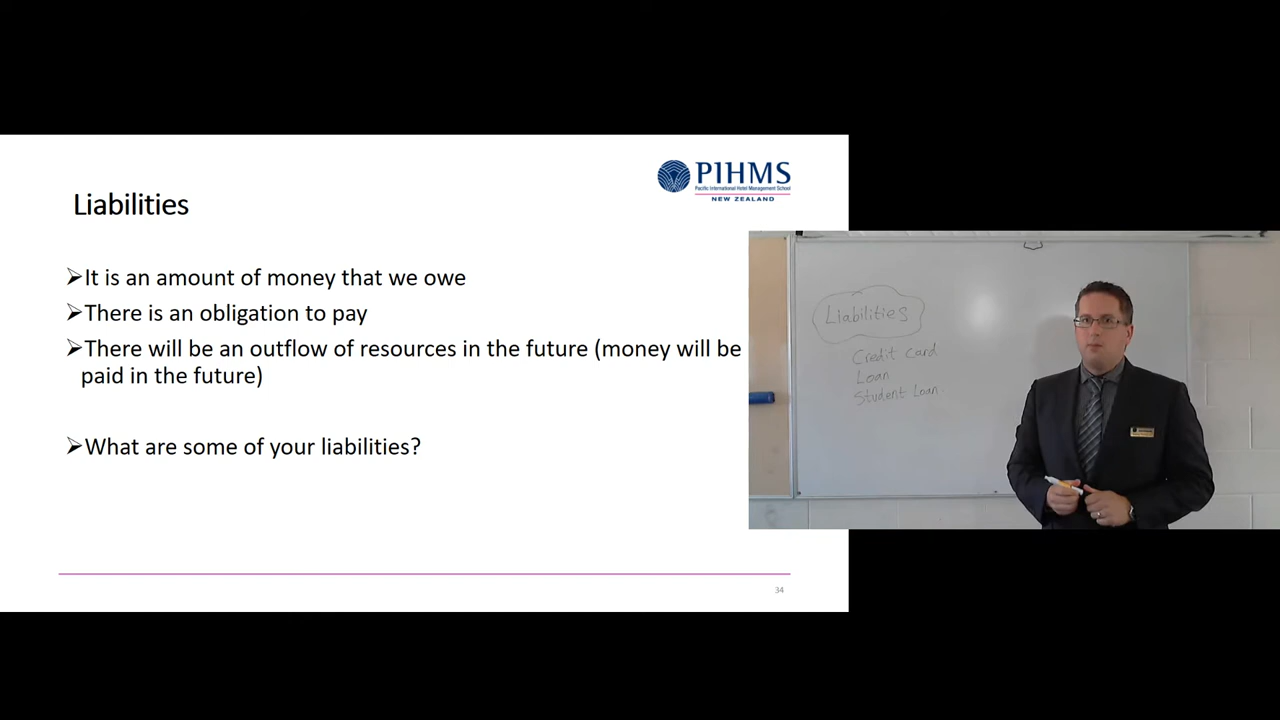 PIHMS
Pacific International Hotel Management School
NEW ZEALAND
Liabilities
➢It is an amount of money that we owe
➢There is an obligation to pay
➢There will be an outflow of resources in the future (money will be
paid in the future)
➢What are some of your liabilities?
34
Liabilities
Credit Card
Loan
Student Loan